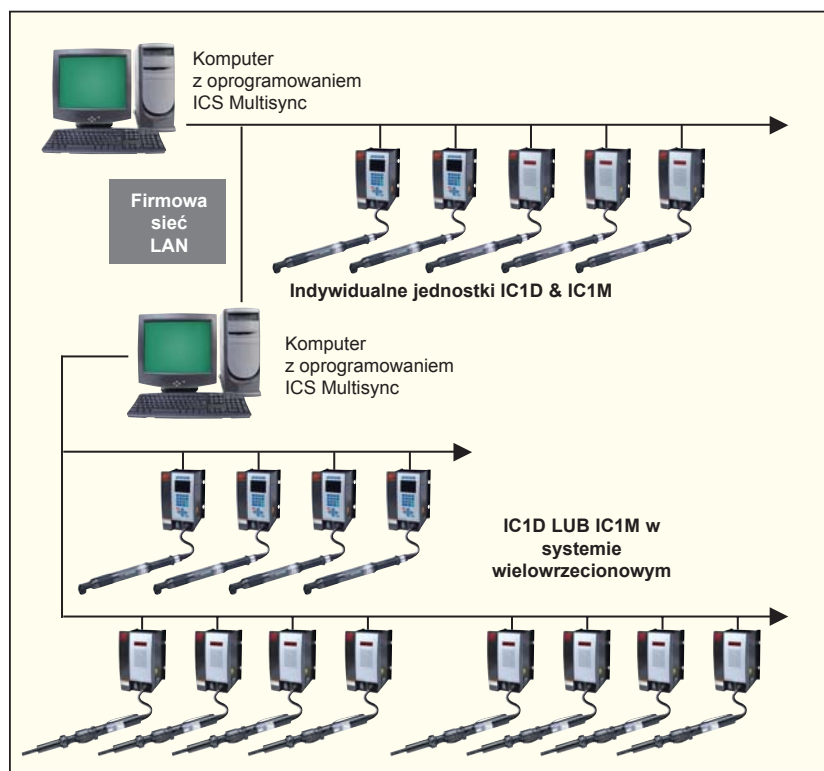 Komputer
z oprogramowaniem
ICS Multisync
Firmowa
sieć
LAN
Indywidualne jednostki IC1D & IC1M
Komputer
z oprogramowaniem
ICS Multisync
IC1D LUB IC1M w
systemie
wielowrzecionowym